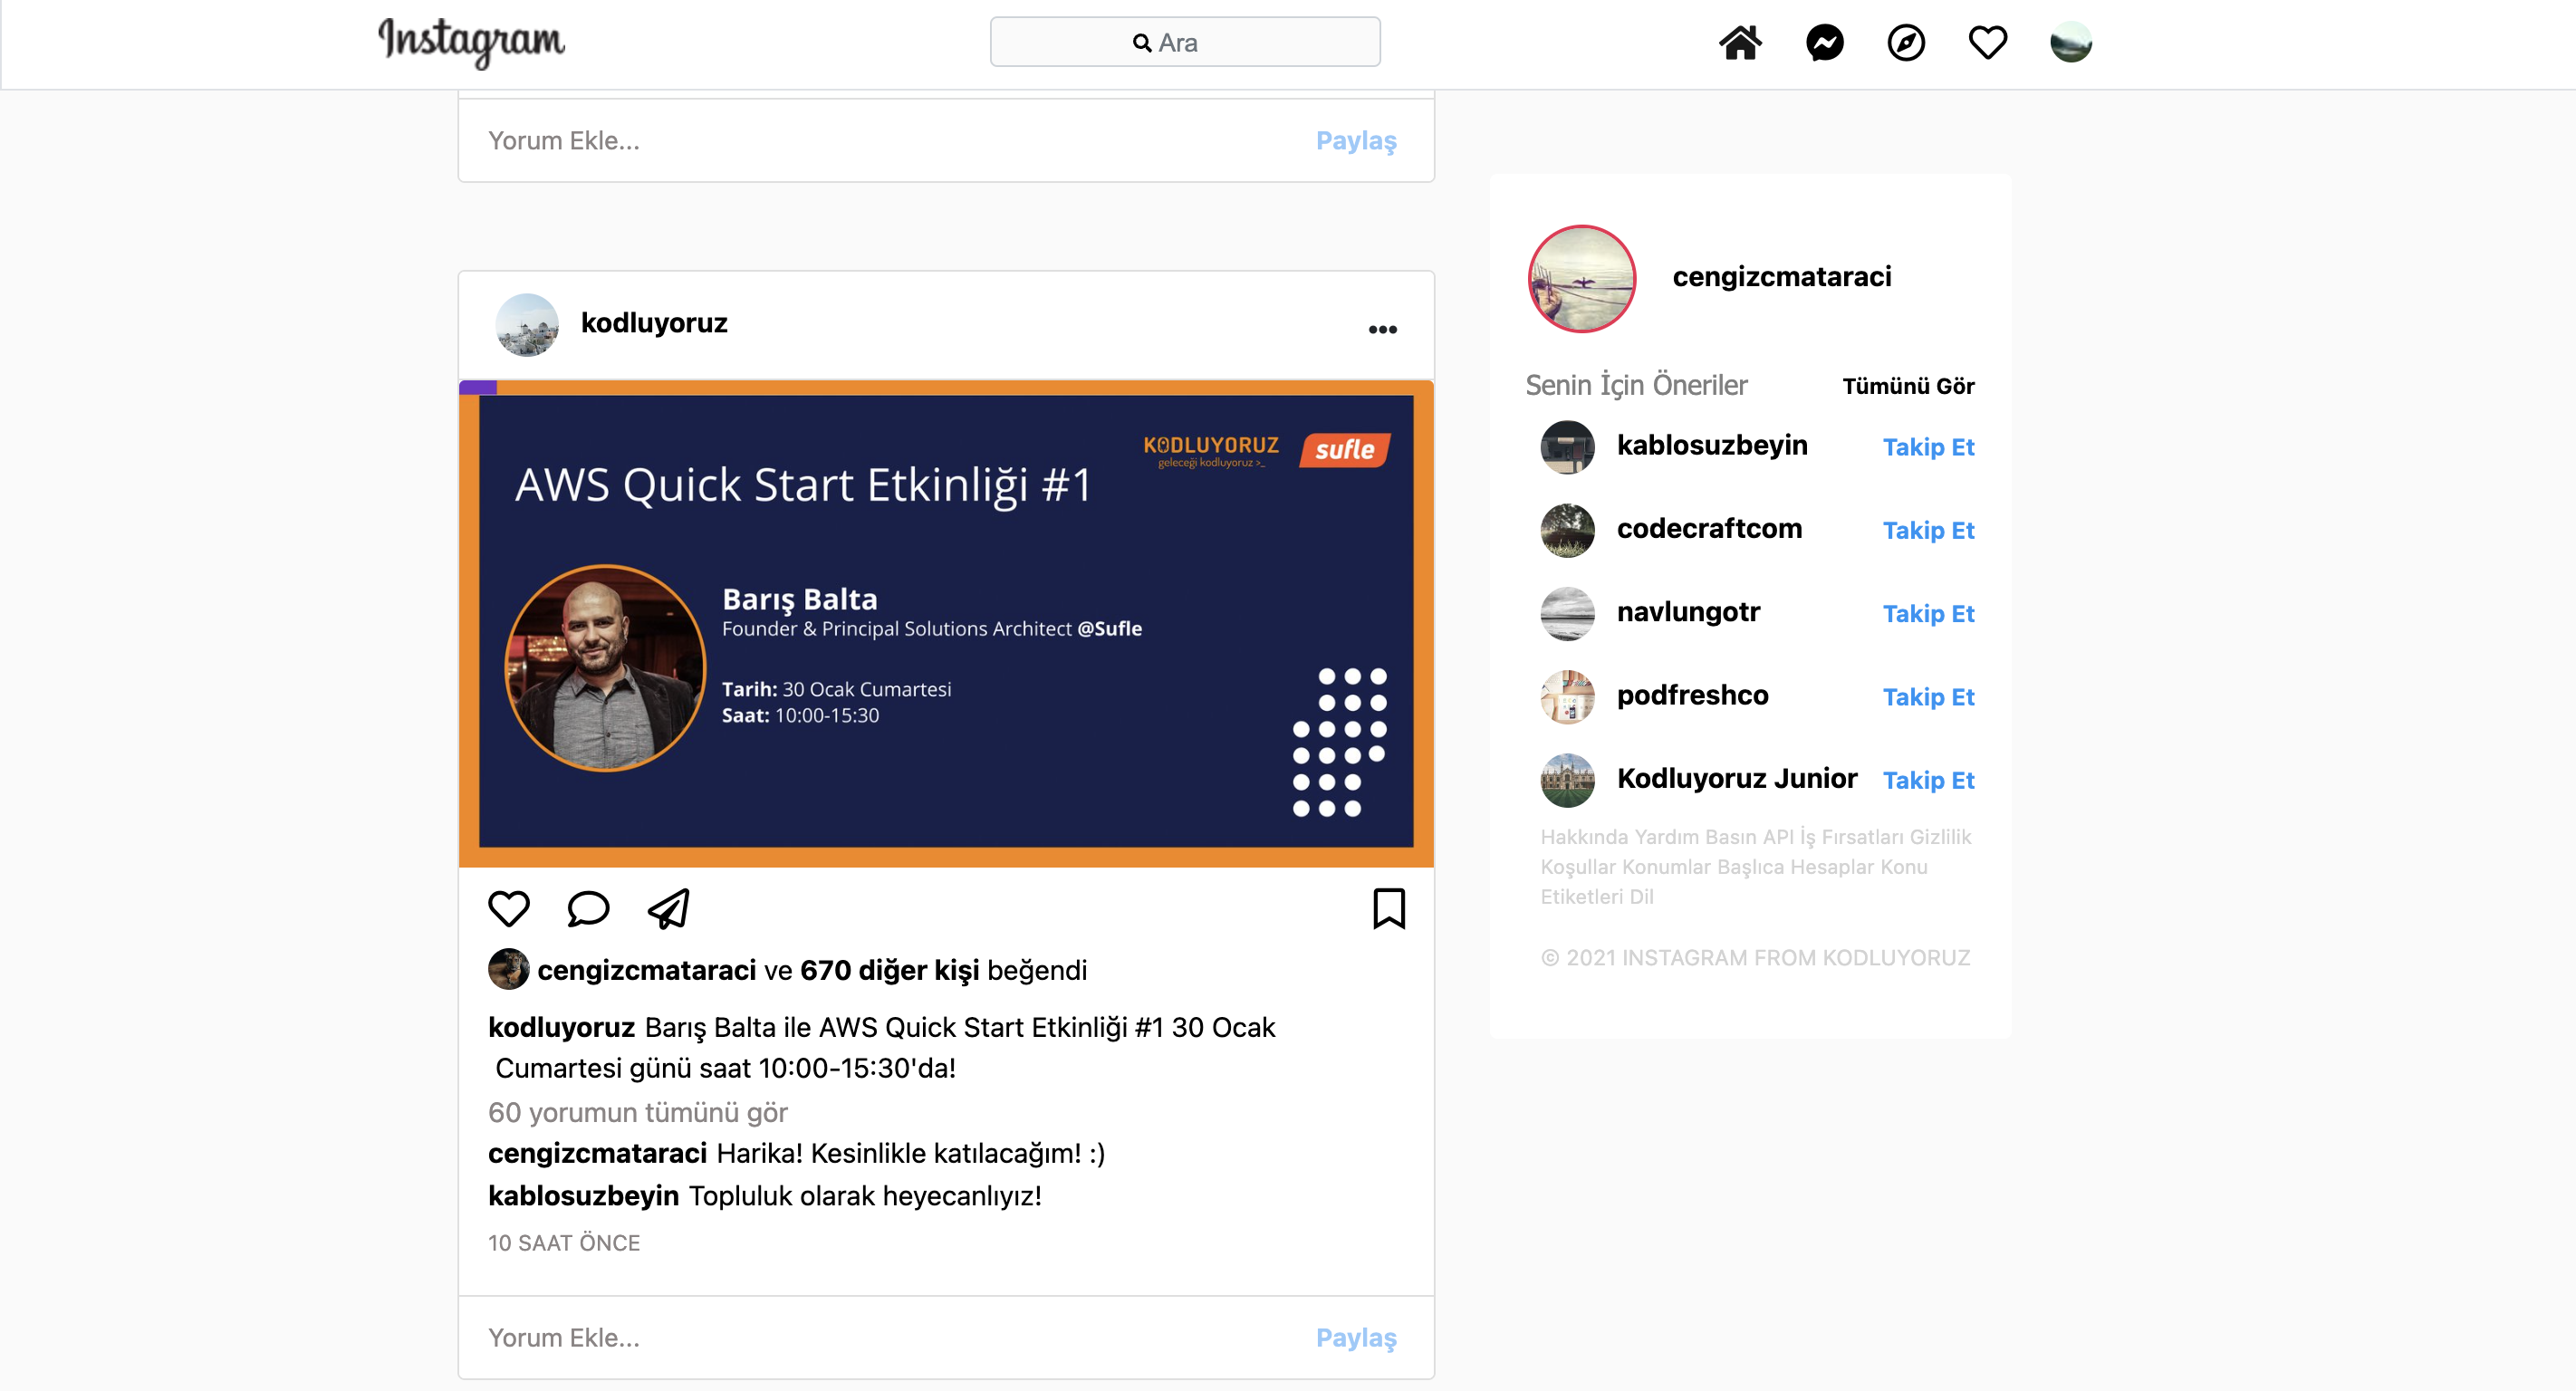 Instagram
Ara
Yorum Ekle...
Paylaş
kodluyoruz
KODLUYORUZ
geleceği kodluyoruz >_
sufle
AWS Quick Start Etkinliği #1
Barış Balta
Founder & Principal Solutions Architect @Sufle
Tarih: 30 Ocak Cumartesi
Saat: 10:00-15:30
cengizcmataraci ve 670 diğer kişi beğendi
kodluyoruz Barış Balta ile AWS Quick Start Etkinliği #1 30 Ocak
Cumartesi günü saat 10:00-15:30'da!
60 yorumun tümünü gör
cengizcmataraci Harika! Kesinlikle katılacağım! :)
kablosuzbeyin Topluluk olarak heyecanlıyız!
10 SAAT ÖNCE
Yorum Ekle...
Paylaş
cengizcmataraci
Senin İçin Öneriler
Tümünü Gör
kablosuzbeyin
Takip Et
codecraftcom
Takip Et
navlungotr
Takip Et
podfreshco
Takip Et
Kodluyoruz Junior
Takip Et
Hakkında Yardım Basın API İş Fırsatları Gizlilik
Koşullar Konumlar Başlıca Hesaplar Konu
Etiketleri Dil
© 2021 INSTAGRAM FROM KODLUYORUZ